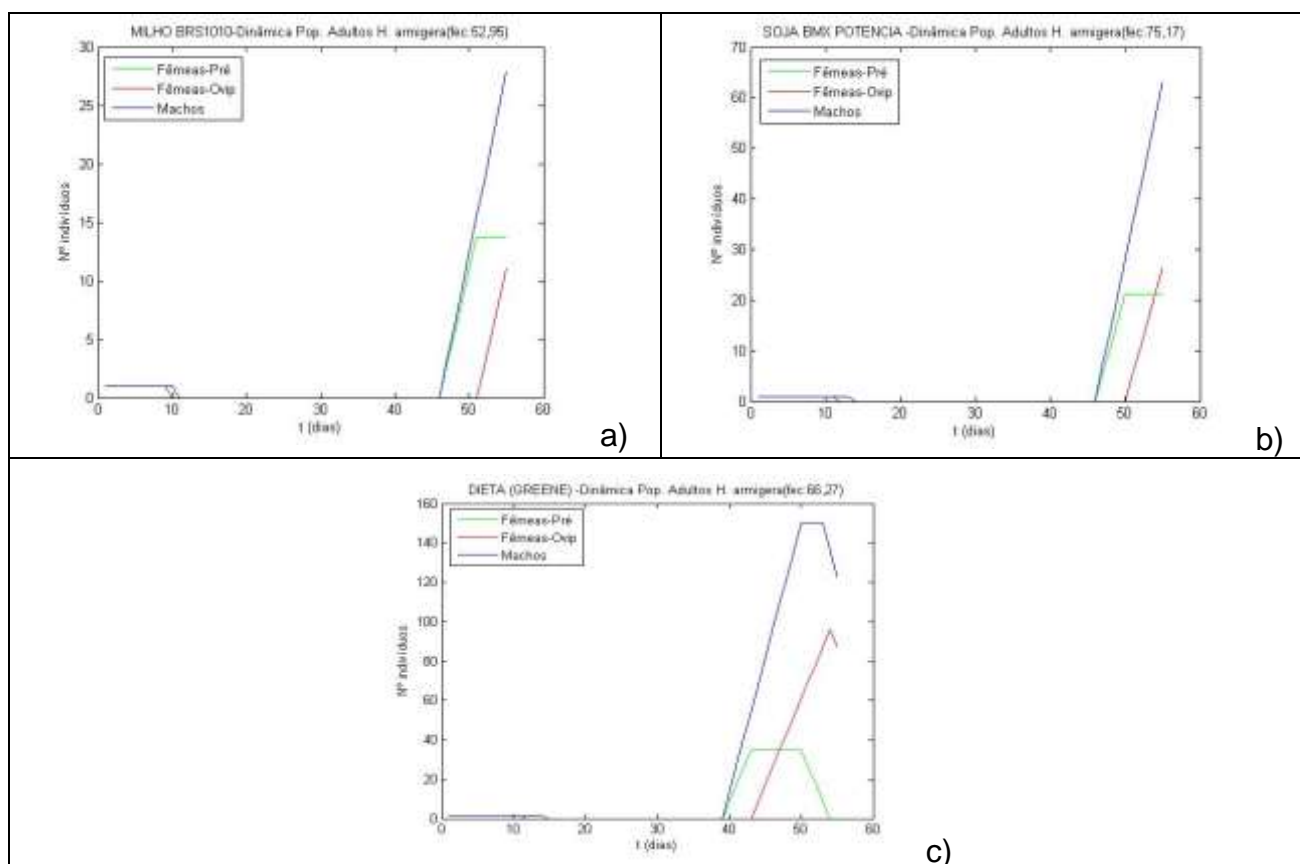 MILHO BRS1010-Dinâmica Pop. Adultos H. armigera(fec:52,95)
30
25
20
15
10
5
0
Nº indivíduos
Fêmeas-Pré
Fêmeas-Ovip
Machos
0 10 20 30 40 50 60
t (dias)
a)
SOJA BMX POTENCIA -Dinâmica Pop. Adultos H. armigera(fec:75,17)
70
60
50
40
30
20
10
0
Nº indivíduos
Fêmeas-Pré
Fêmeas-Ovip
Machos
0 10 20 30 40 50 60
t (dias)
b)
DIETA (GREENE) -Dinâmica Pop. Adultos H. armigera(fec:66,27)
160
140
120
100
80
60
40
20
0
Nº indivíduos
Fêmeas-Pré
Fêmeas-Ovip
Machos
0 10 20 30 40 50 60
t (dias)
c)